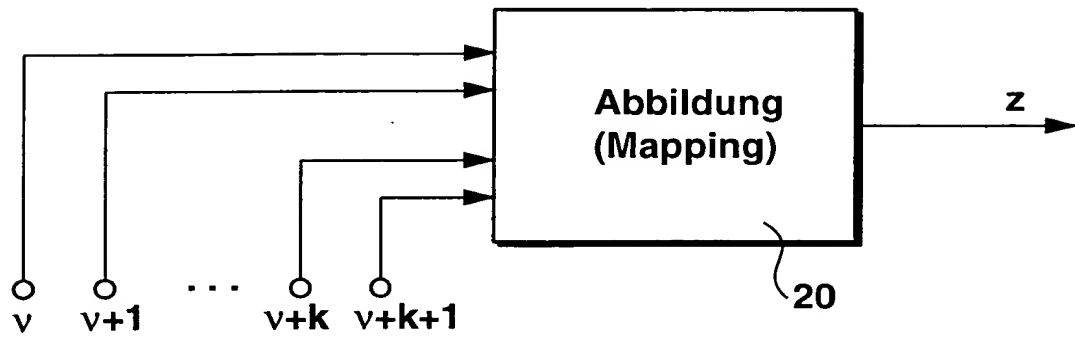 Abbildung
(Mapping)
z
20
ν ν+1 ... ν+k ν+k+1